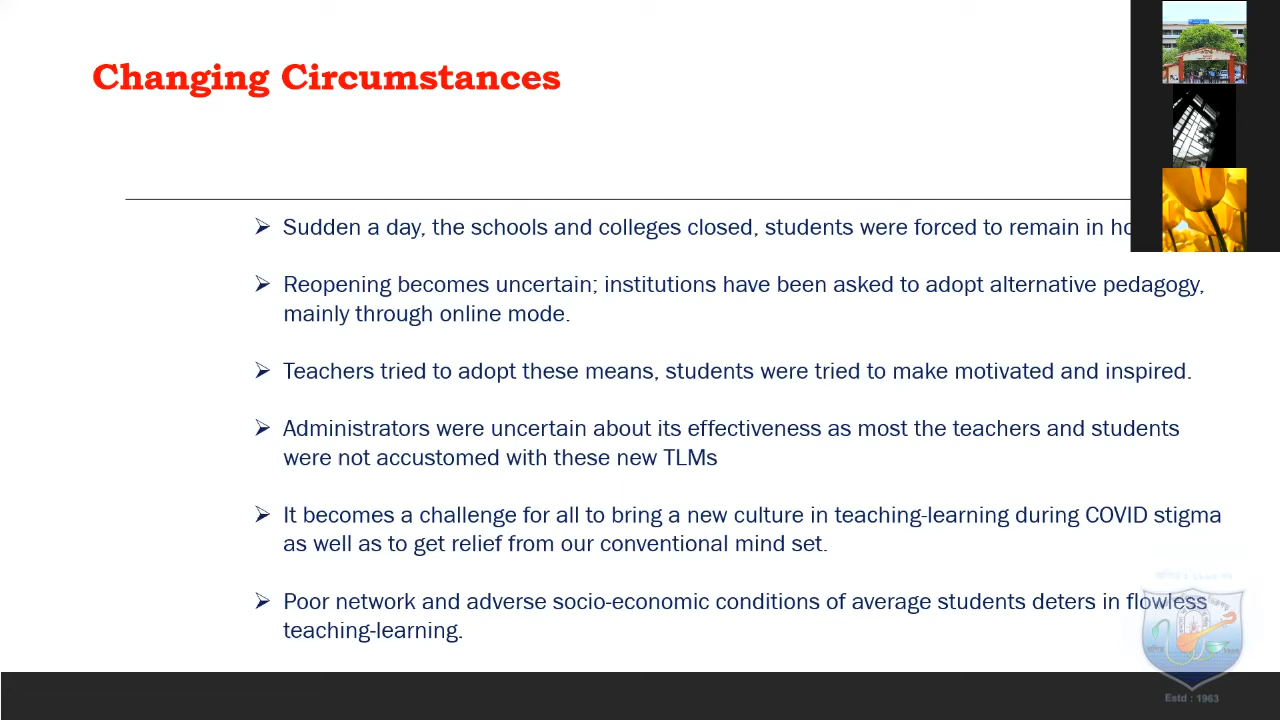 Changing Circumstances
Sudden a day, the schools and colleges closed, students were forced to remain in
Reopening becomes uncertain; institutions have been asked to adopt alternative pedagogy,
mainly through online mode.
Teachers tried to adopt these means, students were tried to make motivated and inspired.
Administrators were uncertain about its effectiveness as most the teachers and students
were not accustomed with these new TLMs
It becomes a challenge for all to bring a new culture in teaching-learning during COVID stigma
as well as to get relief from our conventional mind set.
Poor network and adverse socio-economic conditions of average students deters in flowless
teaching-learning.
Estd : 1963